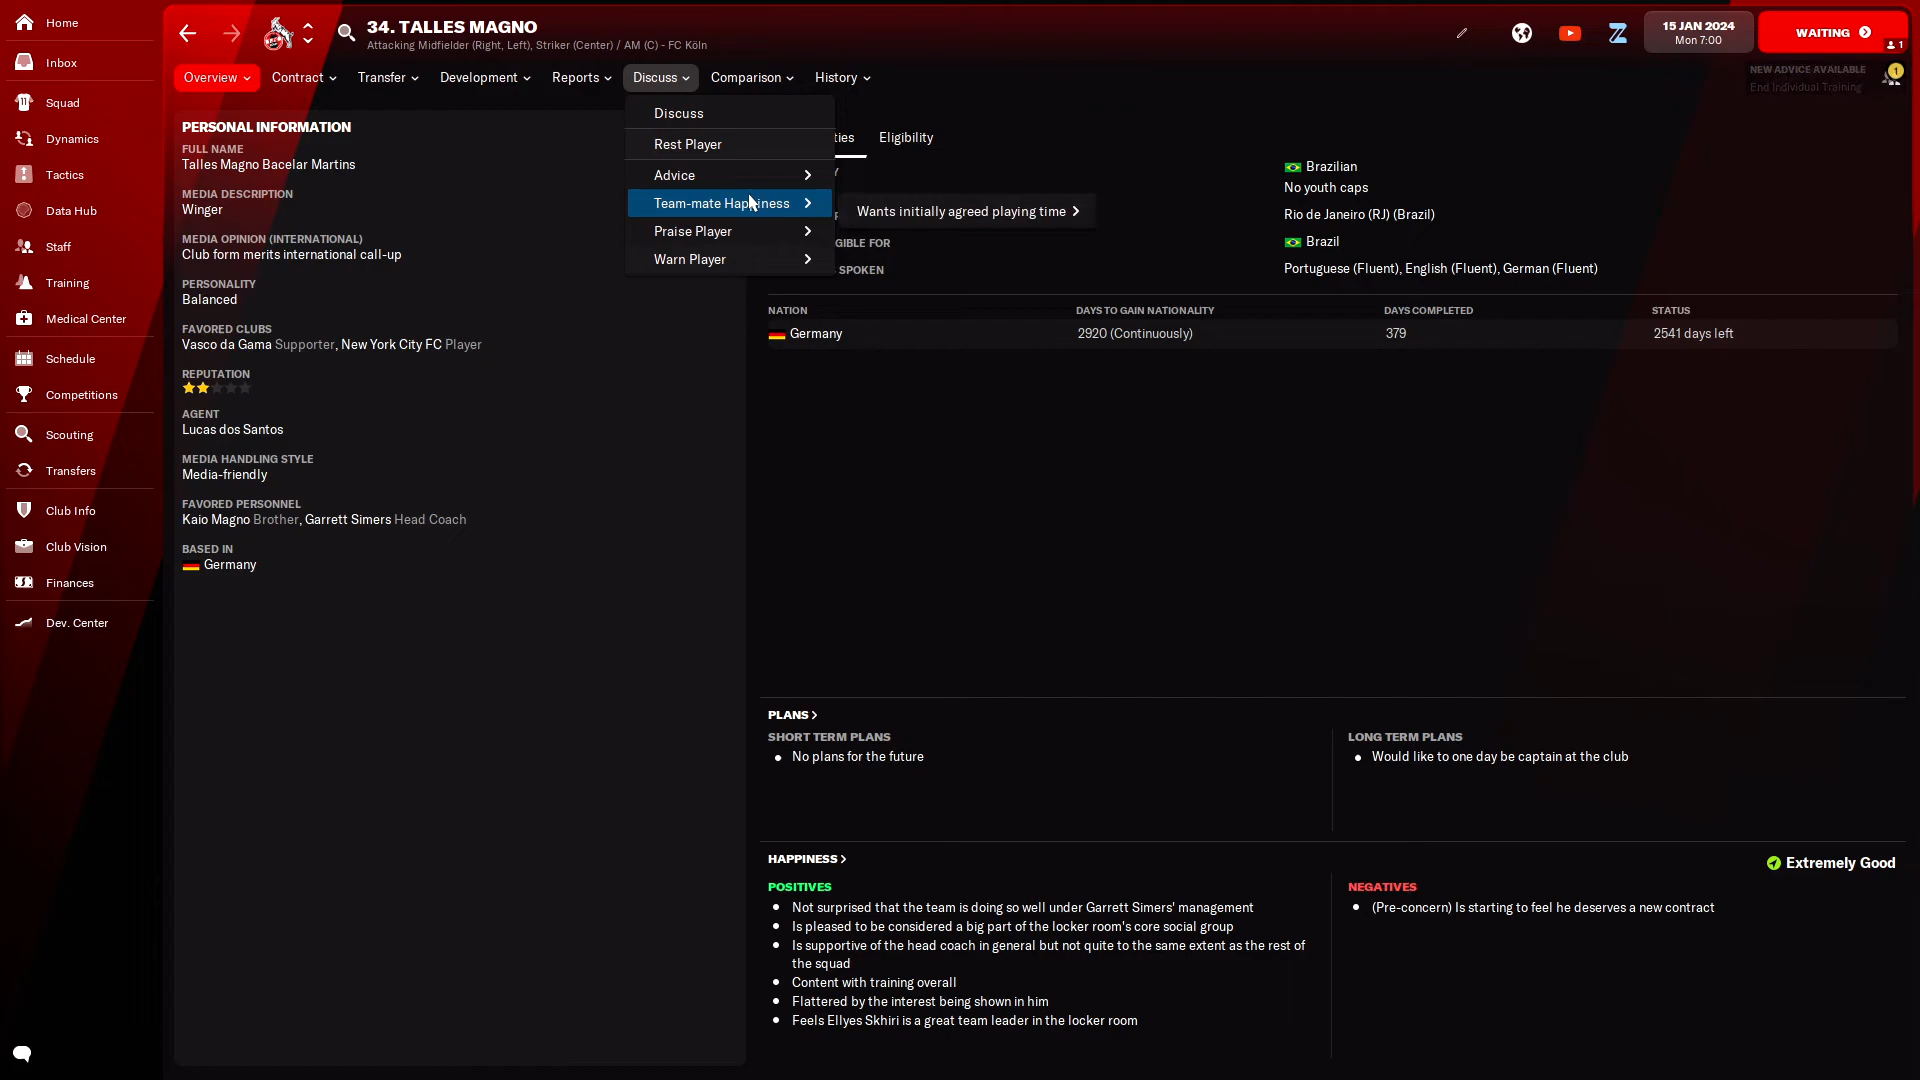 Home
Inbox
Squad
Dynamics
Tactics
Data Hub
Staff
Training
Medical Center
Schedule
Competitions
Scouting
Transfers
Club Info
Club Vision
Finances
Dev. Center
34. TALLES MAGNO
Attacking Midfielder (Right, Left), Striker (Center) / AM (C) - FC Köln
15 JAN 2024
Mon 7:00
WAITING
1
Overview
Contract
Transfer
Development
Reports
Discuss
Comparison
History
NEW ADVICE AVAILABLE
End Individual Training
1
Discuss
Rest Player
Advice
Team-mate Happiness
Praise Player
Warn Player
Wants initially agreed playing time
PERSONAL INFORMATION
FULL NAME
Talles Magno Bacelar Martins
MEDIA DESCRIPTION
Winger
MEDIA OPINION (INTERNATIONAL)
Club form merits international call-up
PERSONALITY
Balanced
FAVORED CLUBS
Vasco da Gama Supporter, New York City FC Player
REPUTATION
AGENT
Lucas dos Santos
MEDIA HANDLING STYLE
Media-friendly
FAVORED PERSONNEL
Kaio Magno Brother, Garrett Simers Head Coach
BASED IN
Germany
ties
Eligibility
Y
Brazilian
No youth caps
Rio de Janeiro (RJ) (Brazil)
GIBLE FOR
Brazil
SPOKEN
Portuguese (Fluent), English (Fluent), German (Fluent)
NATION
DAYS TO GAIN NATIONALITY
DAYS COMPLETED
STATUS
Germany
2920 (Continuously)
379
2541 days left
PLANS
SHORT TERM PLANS
No plans for the future
LONG TERM PLANS
Would like to one day be captain at the club
HAPPINESS
Extremely Good
POSITIVES
Not surprised that the team is doing so well under Garrett Simers' management
Is pleased to be considered a big part of the locker room's core social group
Is supportive of the head coach in general but not quite to the same extent as the rest of
the squad
Content with training overall
Flattered by the interest being shown in him
Feels Ellyes Skhiri is a great team leader in the locker room
NEGATIVES
(Pre-concern) Is starting to feel he deserves a new contract